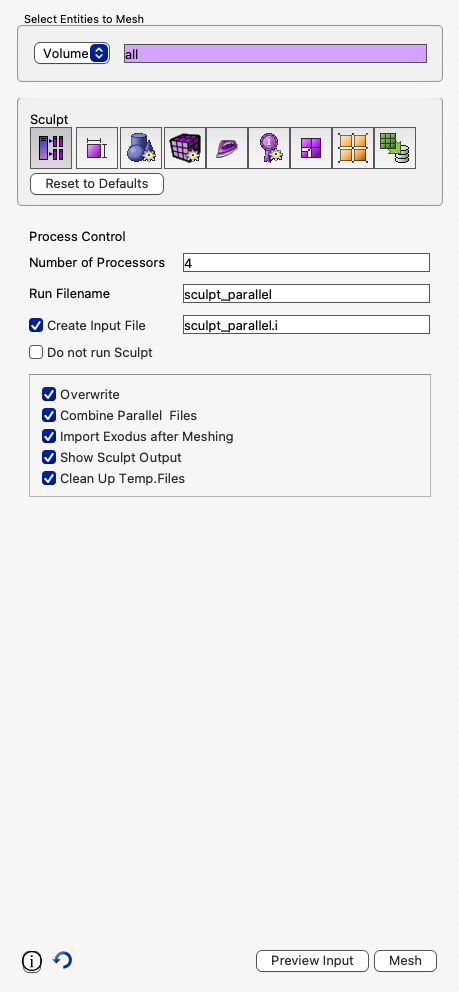 Select Entities to Mesh
Volume
all
Sculpt
Reset to Defaults
Process Control
Number of Processors 4
Run Filename sculpt_parallel
Create Input File sculpt_parallel.i
Do not run Sculpt
Overwrite
Combine Parallel  Files
Import Exodus after Meshing
Show Sculpt Output
Clean Up Temp.Files
Preview Input
Mesh